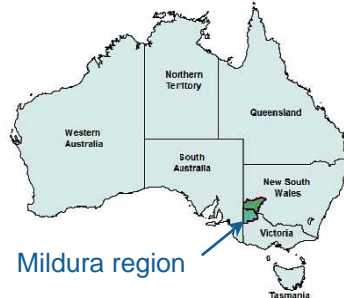 Northern
Territory
Queensland
Western
Australia
South
Australia
New South
Wales
Victoria
Mildura region
Tasmania